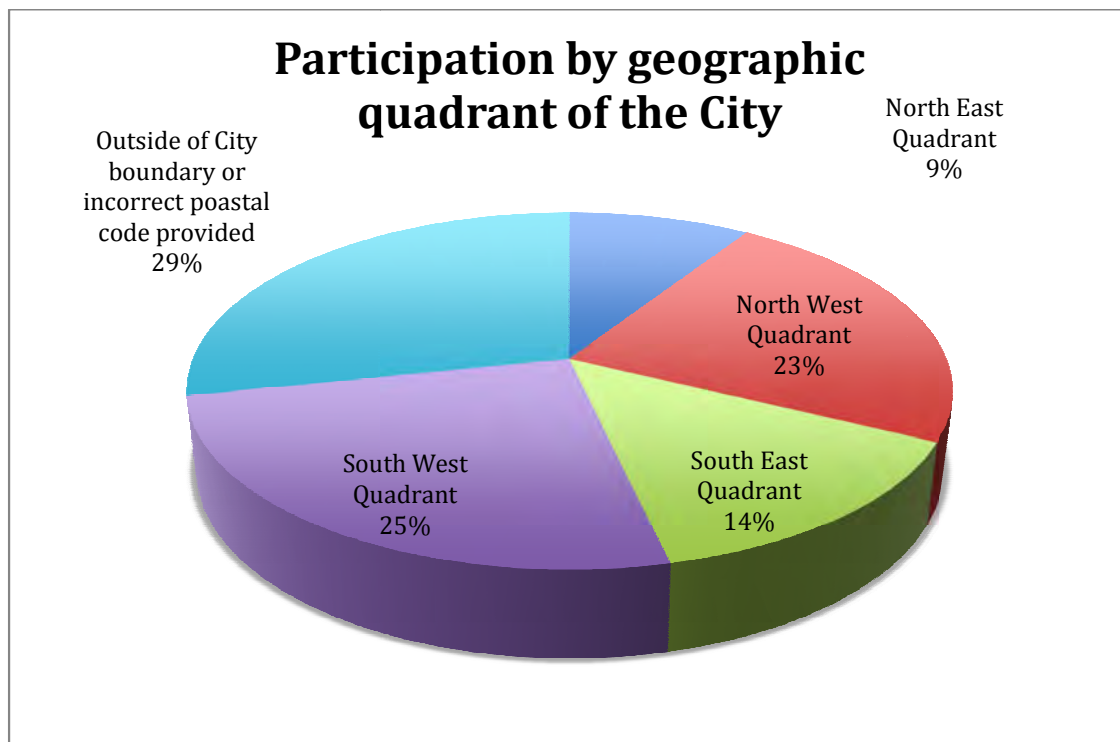 Participation by geographic
quadrant of the City
North East
Quadrant
9%
Outside of City
boundary or
incorrect poastal
code provided
29%
North West
Quadrant
23%
South West
Quadrant
25%
South East
Quadrant
14%